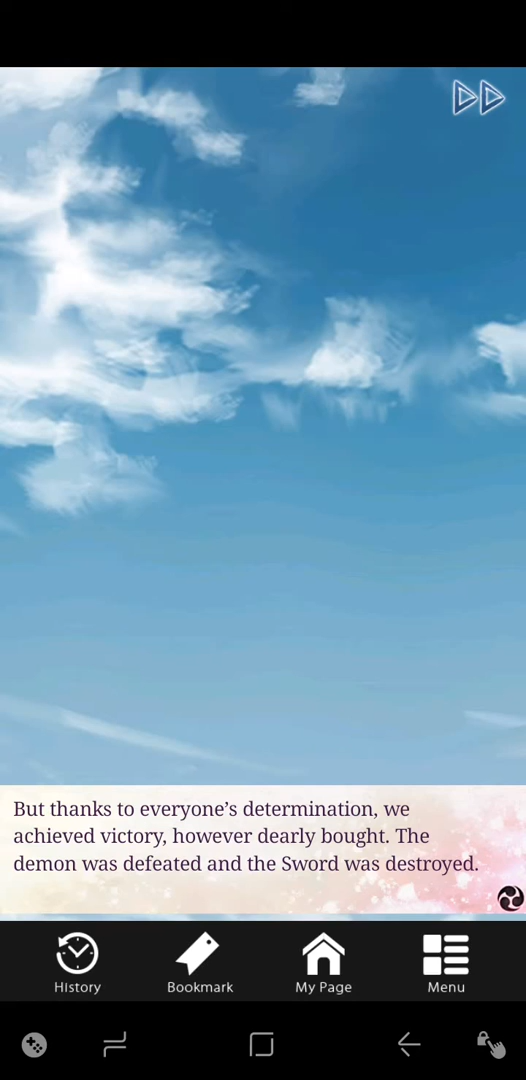 But thanks to everyone’s determination, we
achieved victory, however dearly bought. The
demon was defeated and the Sword was destroyed.
History
Bookmark
My Page
Menu